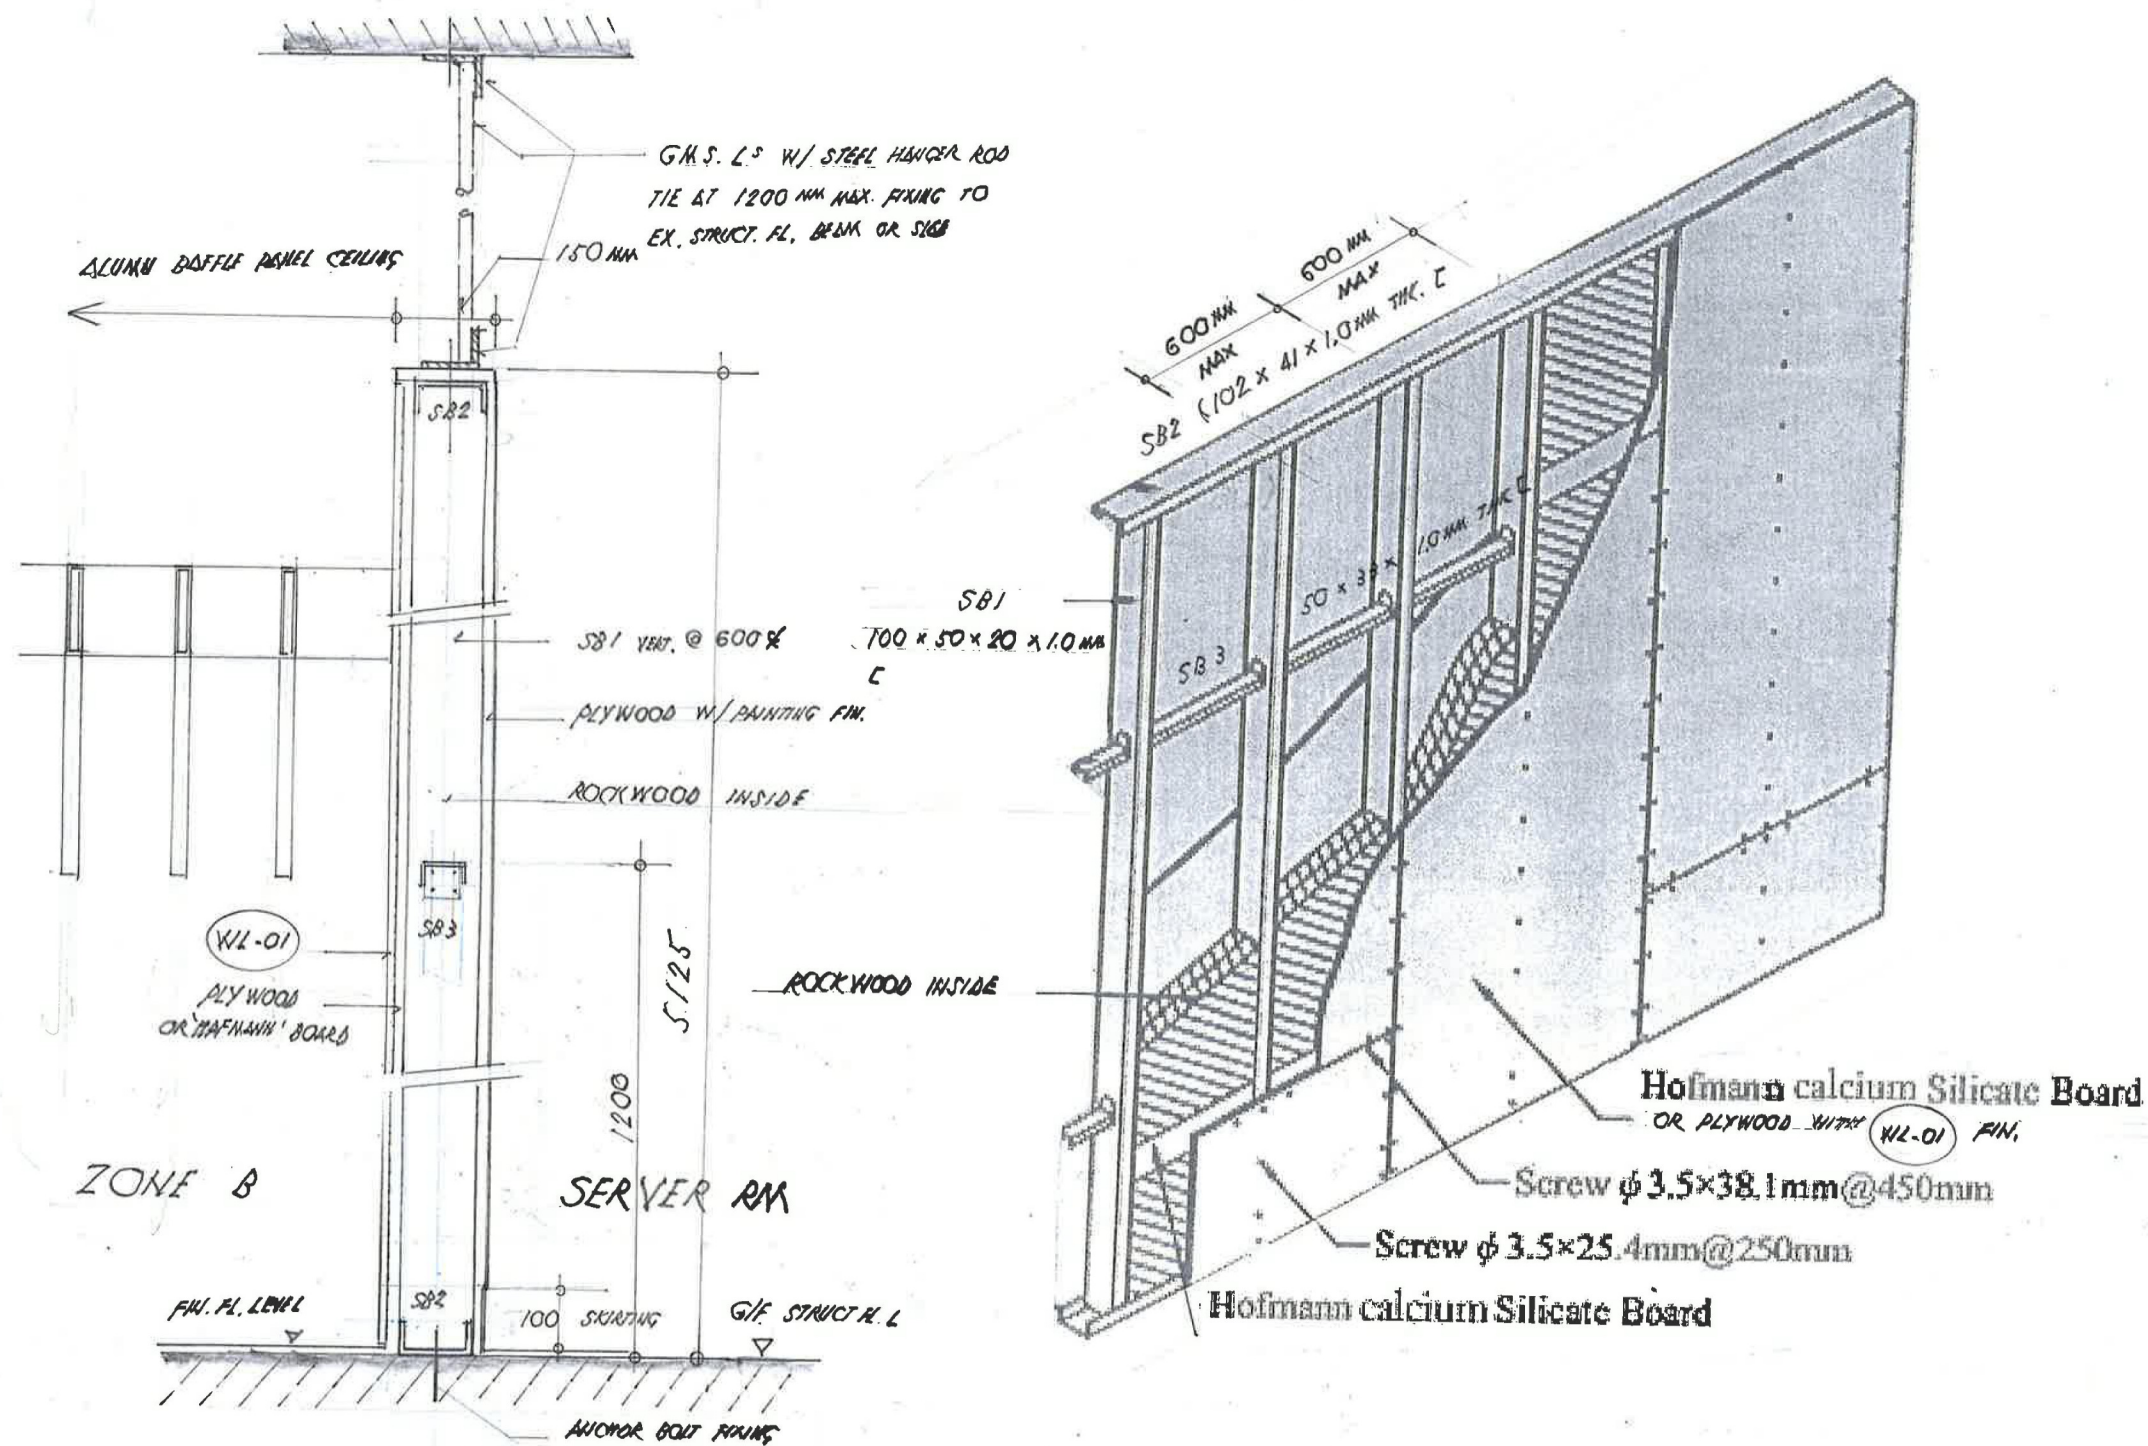 GMS. Lˢ W/ STEEL HANGER ROD
TIE AT 1200 MM MAX. FIXING TO
EX. STRUCT. FL. BEAM OR SLAB
150 MM
ALUMN BAFFLE PANEL CEILING
SB2
SB1 VERT. @ 600 ℄
PLYWOOD W/ PAINTING FIN.
ROCKWOOD INSIDE
SB3
WL-01
PLYWOOD
OR 'HAFMANN' BOARD
5.125
1200
ZONE B
SERVER RM
FIN. FL. LEVEL
SB2
100 SKIRTING
G/F STRUCT FL. L
ANCHOR BOLT FIXING
600 MM
MAX
600 MM
MAX
SB2 (102 × 41 × 1.0 MM THK. [
SB3 50 × 38 × 1.0 MM THK [
SB1
100 × 50 × 20 × 1.0 MM
[
ROCKWOOD INSIDE
Hofmann calcium Silicate Board
OR PLYWOOD WITH WL-01 FIN.
Screw ϕ 3.5×38.1mm@450mm
Screw ϕ 3.5×25.4mm@250mm
Hofmann calcium Silicate Board